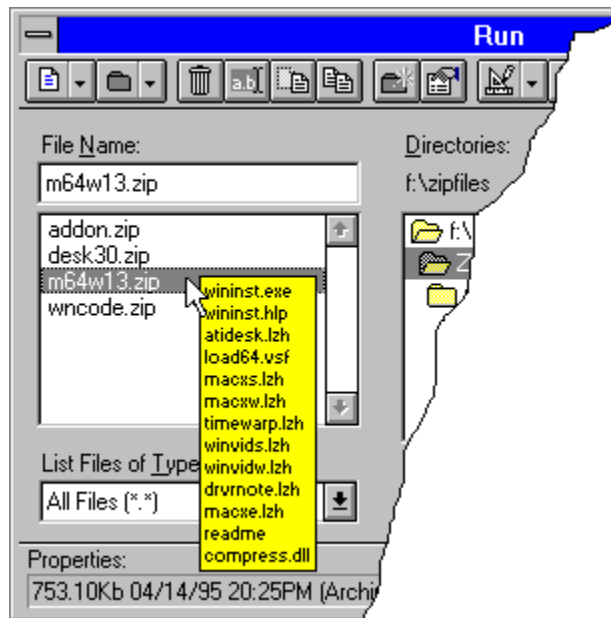 Run
a.b
File Name:
Directories:
m64w13.zip
f:\zipfiles
addon.zip
desk30.zip
m64w13.zip
wncode.zip
f:\
Z
wininst.exe
wininst.hlp
atidesk.lzh
load64.vsf
macxs.lzh
macxw.lzh
timewarp.lzh
winvids.lzh
winvidw.lzh
drvrnote.lzh
macxe.lzh
readme
compress.dll
List Files of Type
All Files (*.*)
Properties:
753.10Kb 04/14/95 20:25PM (Archi